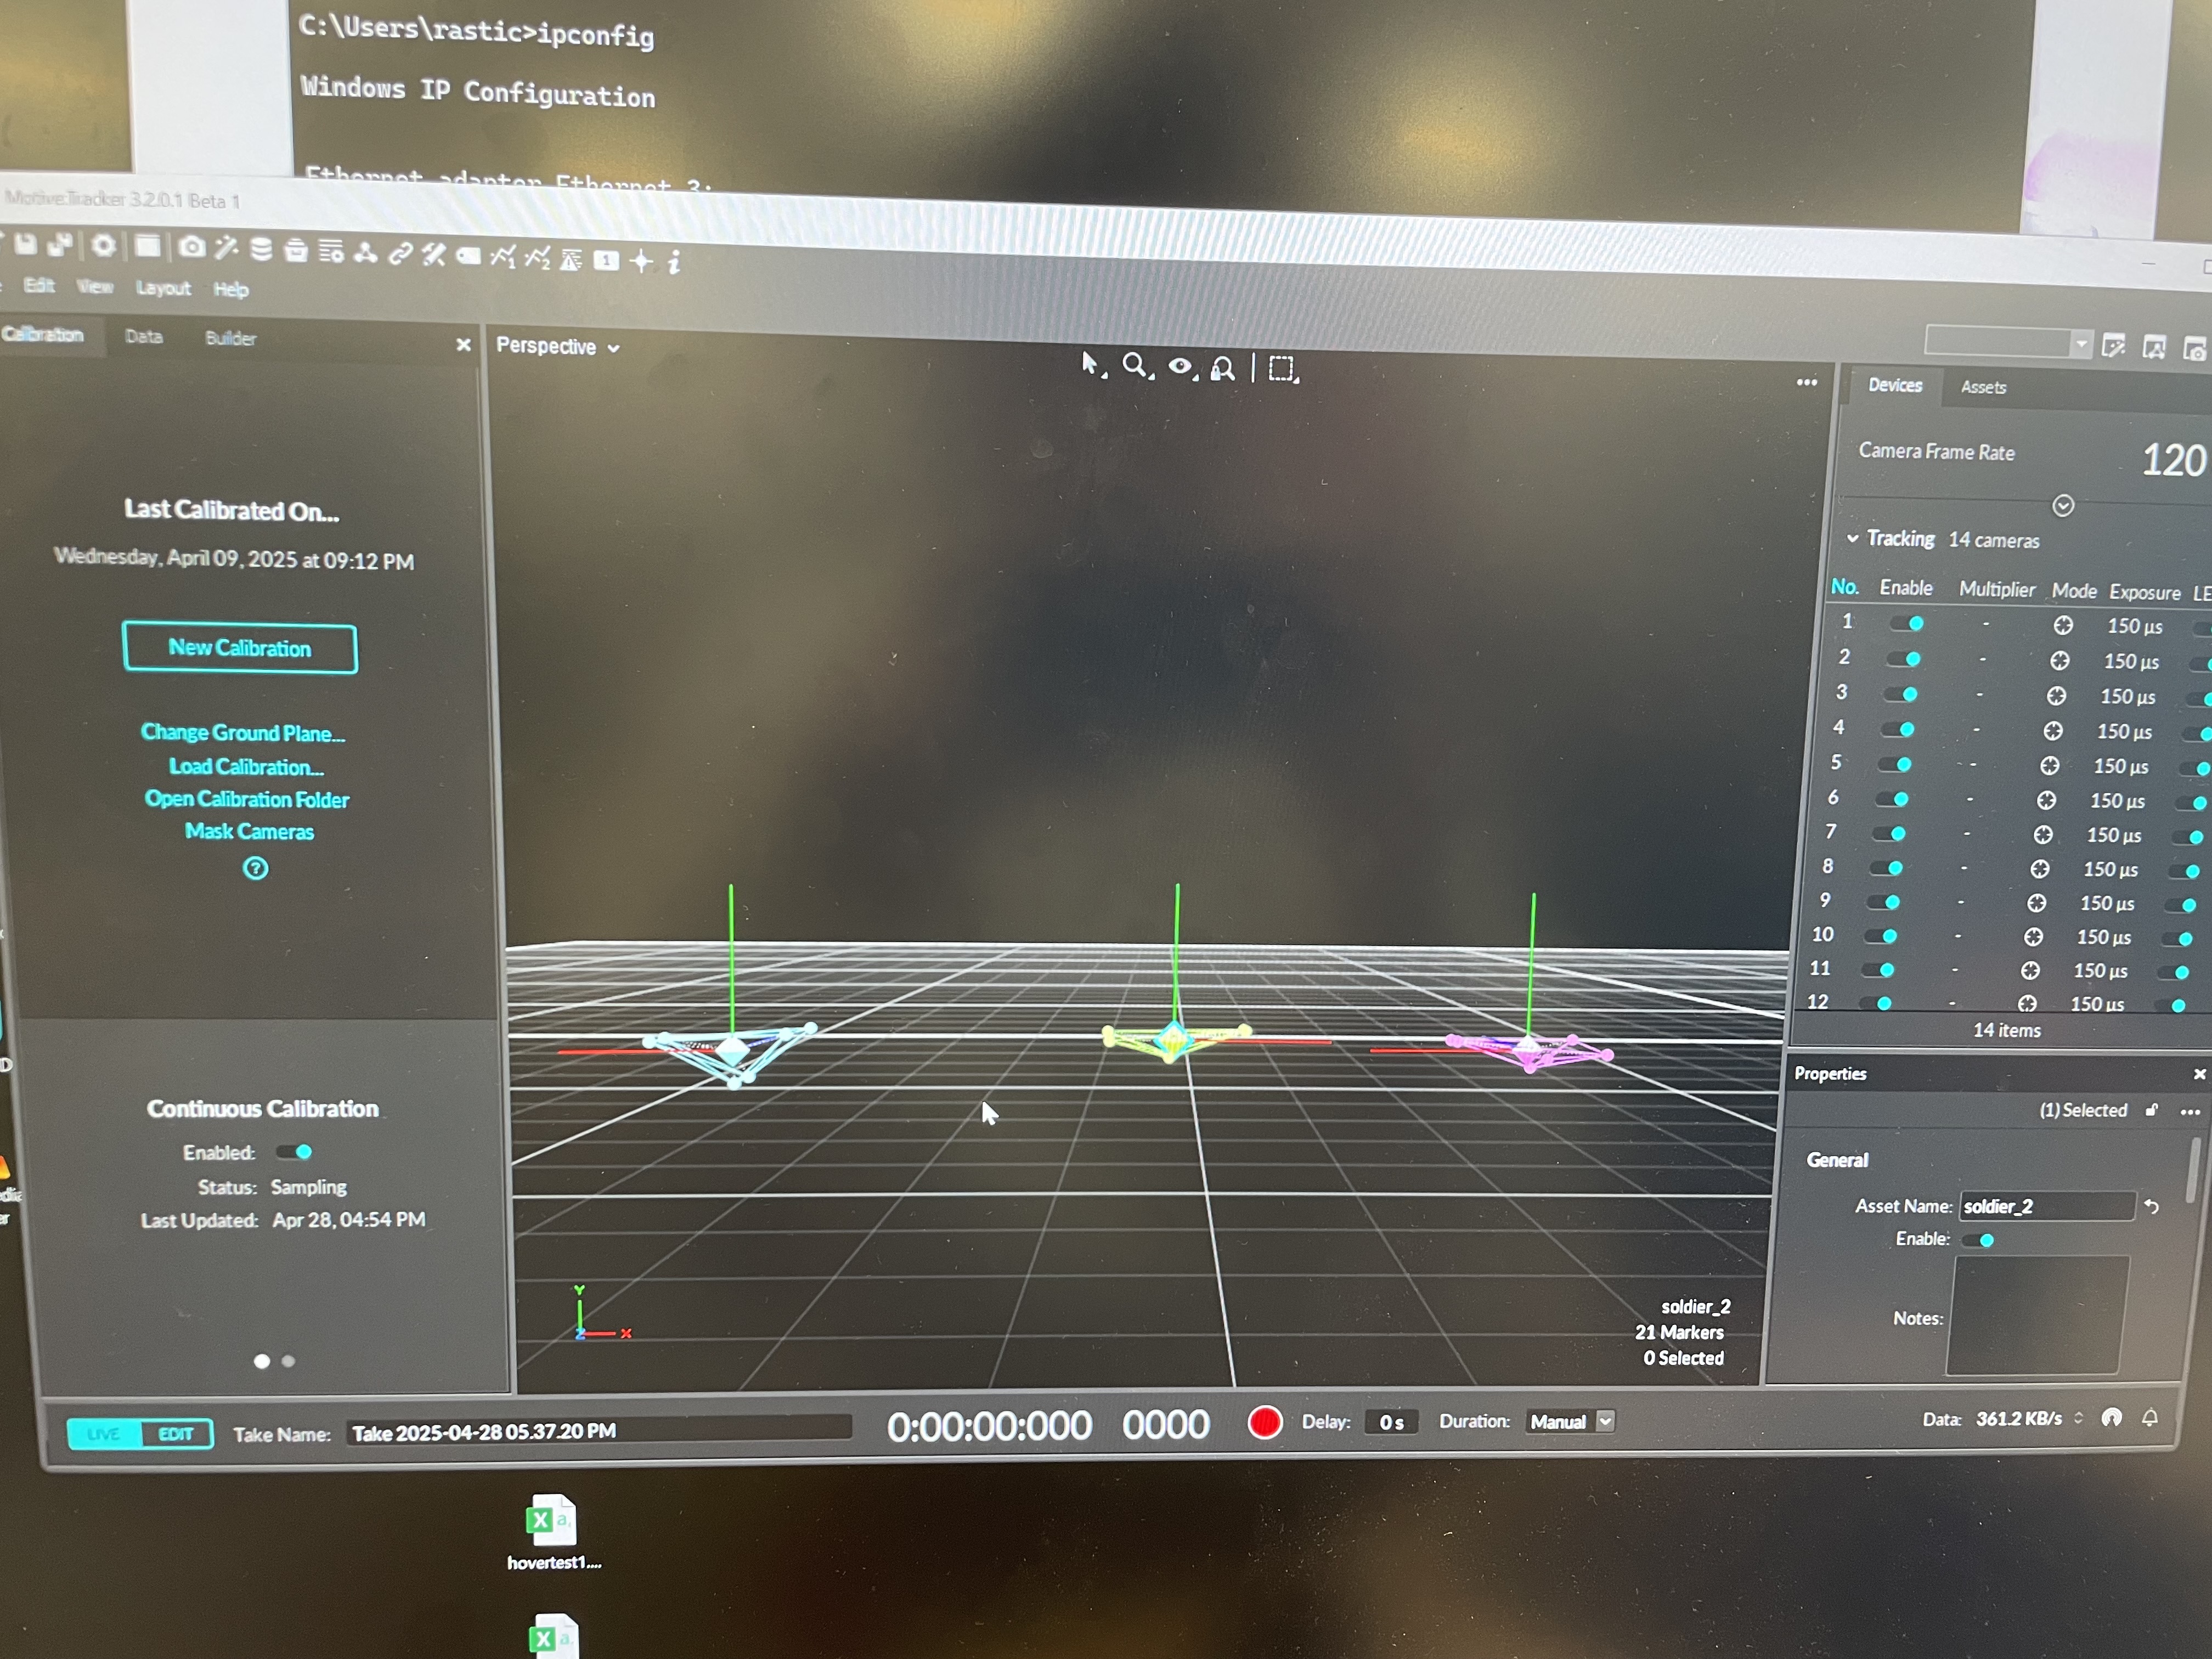 C:\Users\rastic>ipconfig
Windows IP Configuration
Ethernet adapter Ethernet 3:
Motive:Tracker 3.2.0.1 Beta 1
1
Edit View Layout Help
Calibration Data Builder
Perspective
Devices Assets
Last Calibrated On...
Wednesday, April 09, 2025 at 09:12 PM
New Calibration
Change Ground Plane...
Load Calibration...
Open Calibration Folder
Mask Cameras
?
Continuous Calibration
Enabled:
Status: Sampling
Last Updated: Apr 28, 04:54 PM
Y
Z X
soldier_2
21 Markers
0 Selected
Camera Frame Rate 120
Tracking 14 cameras
No. Enable Multiplier Mode Exposure LE
1 - 150 µs
2 - 150 µs
3 - 150 µs
4 - 150 µs
5 - 150 µs
6 - 150 µs
7 - 150 µs
8 - 150 µs
9 - 150 µs
10 - 150 µs
11 - 150 µs
12 - 150 µs
14 items
Properties
(1) Selected
General
Asset Name: soldier_2
Enable:
Notes:
LIVE EDIT Take Name: Take 2025-04-28 05.37.20 PM 0:00:00:000 0000 Delay: 0 s Duration: Manual Data: 361.2 KB/s
X a,
hovertest1....
X a,